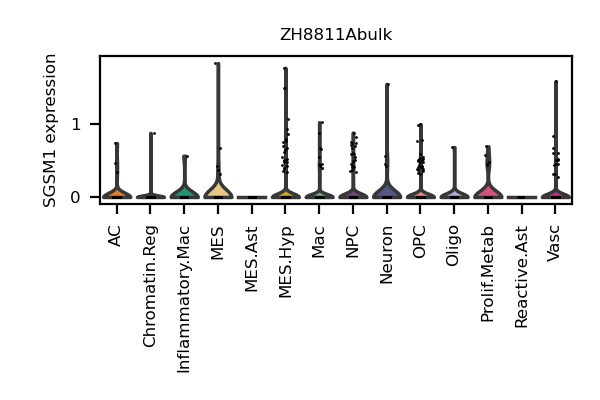 ZH8811Abulk
SGSM1 expression
1
0
AC
Chromatin.Reg
Inflammatory.Mac
MES
MES.Ast
MES.Hyp
Mac
NPC
Neuron
OPC
Oligo
Prolif.Metab
Reactive.Ast
Vasc